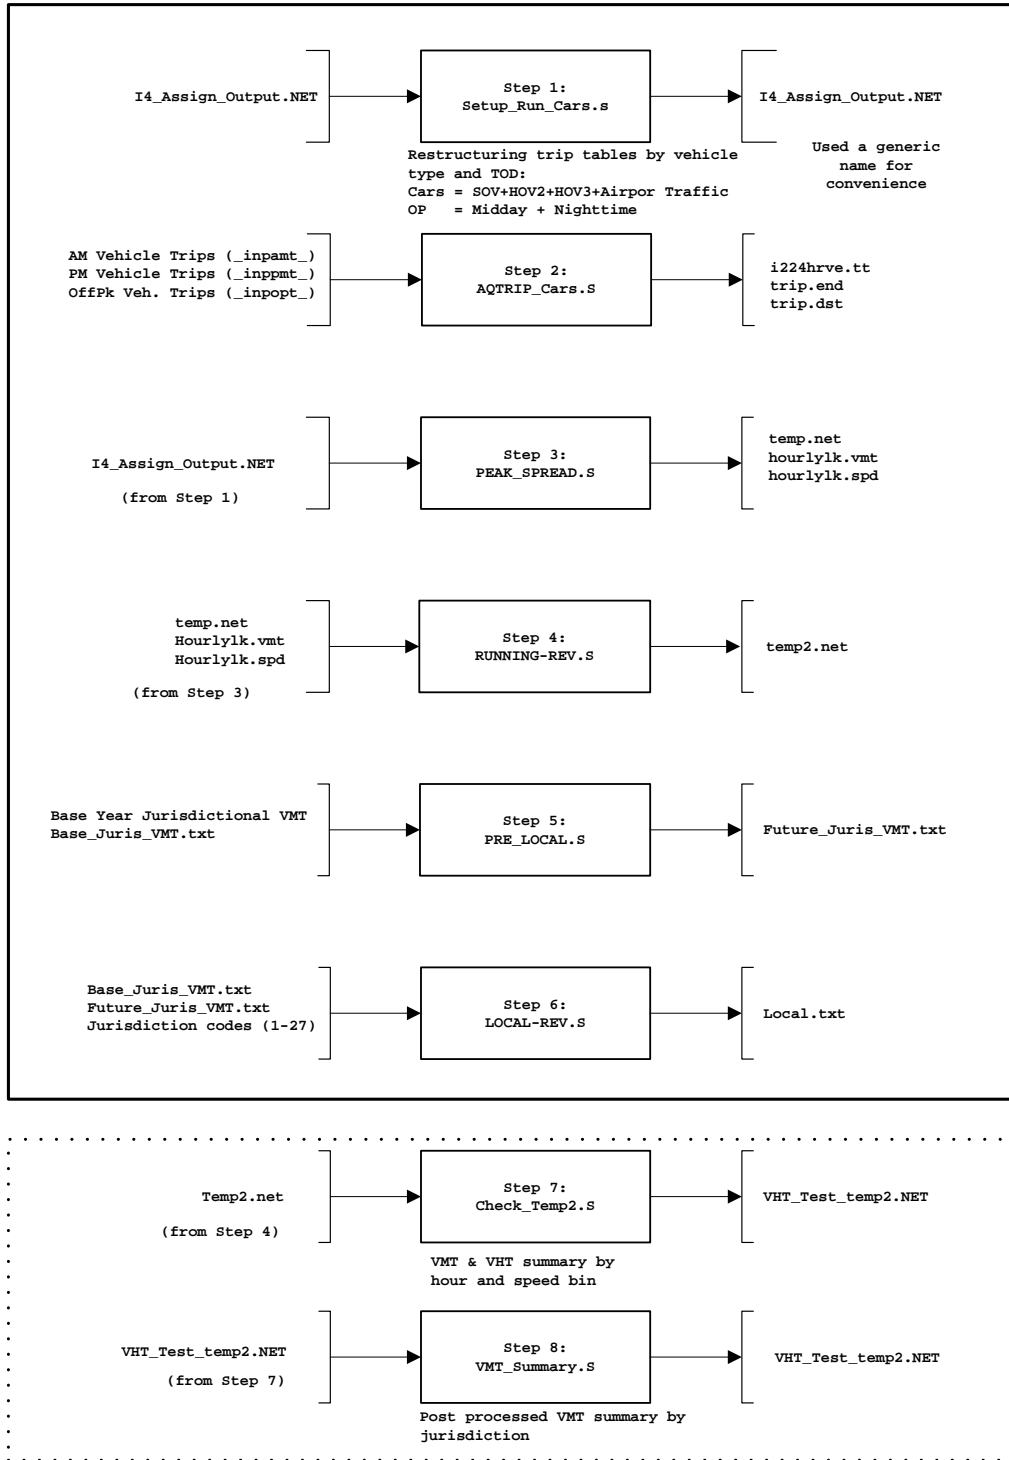 I4_Assign_Output.NET
Step 1:
Setup_Run_Cars.s
I4_Assign_Output.NET
Used a generic
name for
convenience
Restructuring trip tables by vehicle
type and TOD:
Cars = SOV+HOV2+HOV3+Airpor Traffic
OP   = Midday + Nighttime
AM Vehicle Trips (_inpamt_)
PM Vehicle Trips (_inppmt_)
OffPk Veh. Trips (_inpopt_)
Step 2:
AQTRIP_Cars.S
i224hrve.tt
trip.end
trip.dst
I4_Assign_Output.NET
(from Step 1)
Step 3:
PEAK_SPREAD.S
temp.net
hourlylk.vmt
hourlylk.spd
temp.net
Hourlylk.vmt
Hourlylk.spd
(from Step 3)
Step 4:
RUNNING-REV.S
temp2.net
Base Year Jurisdictional VMT
Base_Juris_VMT.txt
Step 5:
PRE_LOCAL.S
Future_Juris_VMT.txt
Base_Juris_VMT.txt
Future_Juris_VMT.txt
Jurisdiction codes (1-27)
Step 6:
LOCAL-REV.S
Local.txt
Temp2.net
(from Step 4)
Step 7:
Check_Temp2.S
VHT_Test_temp2.NET
VMT & VHT summary by
hour and speed bin
VHT_Test_temp2.NET
(from Step 7)
Step 8:
VMT_Summary.S
VHT_Test_temp2.NET
Post processed VMT summary by
jurisdiction